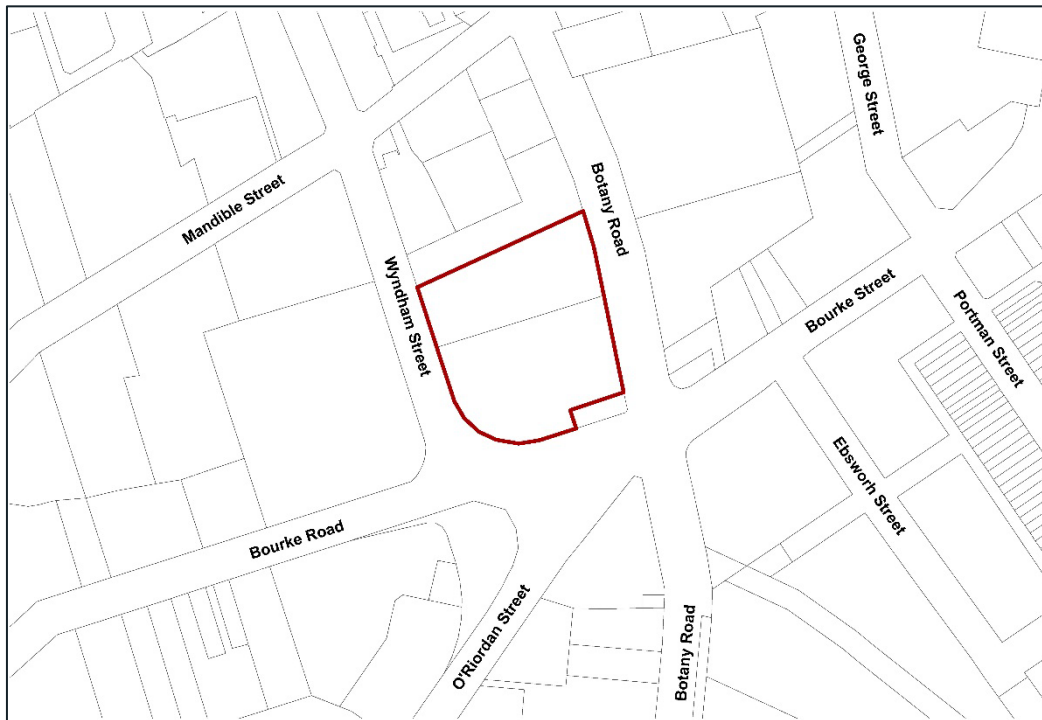 George Street
Botany Road
Mandible Street
Wyndham Street
Bourke Street
Portman Street
Ebsworh Street
Bourke Road
O'Riordan Street
Botany Road